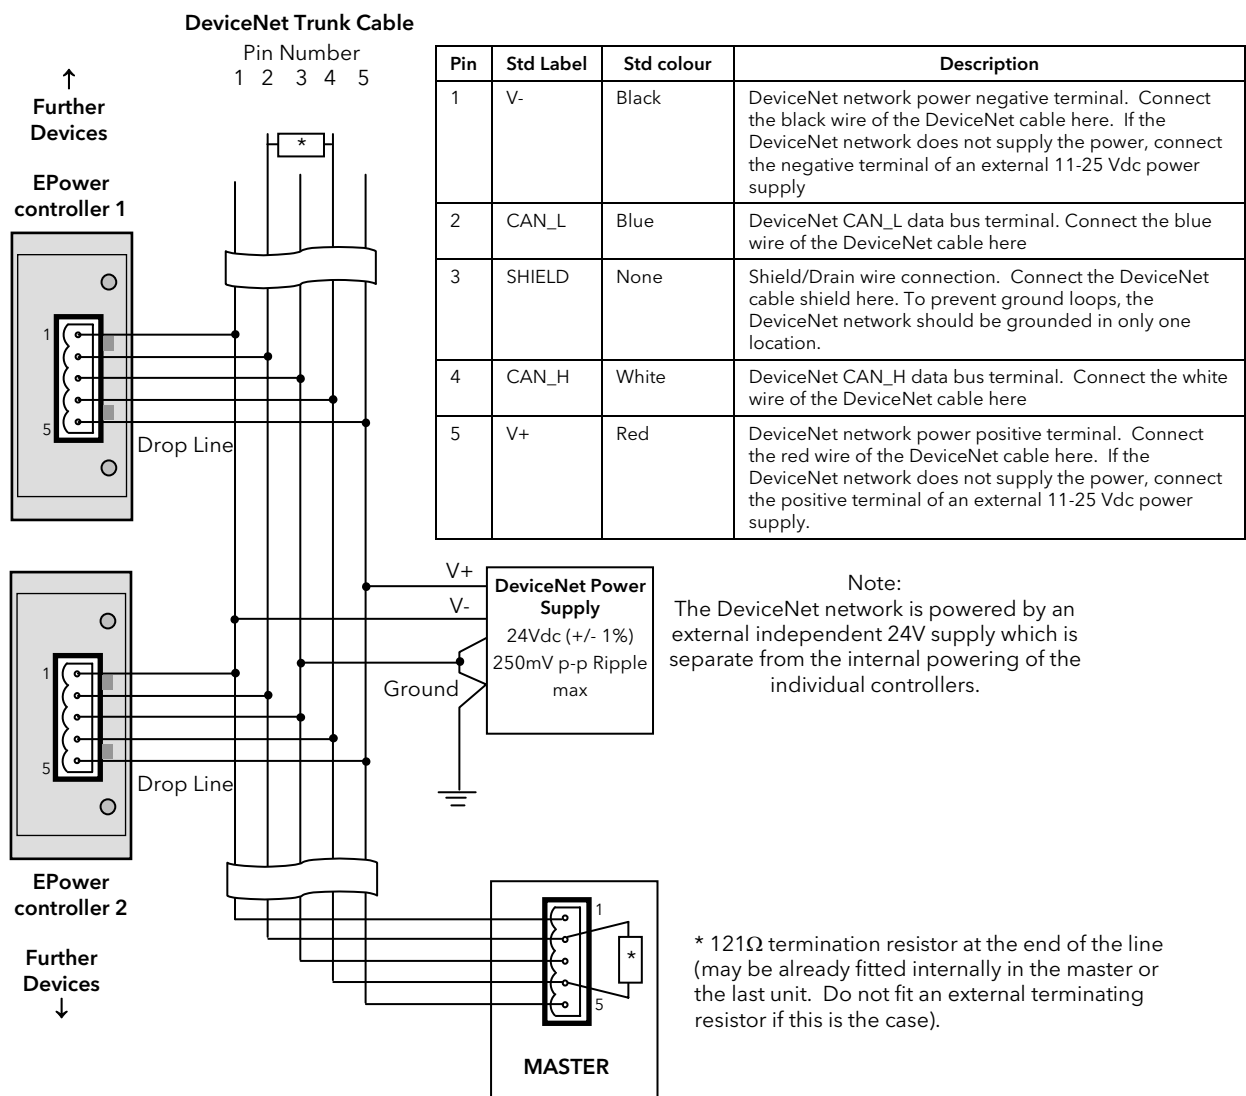 DeviceNet Trunk Cable
Pin Number
1 2 3 4 5
↑
Further
Devices
*
EPower
controller 1
1
5
Drop Line
Pin Std Label Std colour Description
1 V- Black DeviceNet network power negative terminal. Connect
the black wire of the DeviceNet cable here. If the
DeviceNet network does not supply the power, connect
the negative terminal of an external 11-25 Vdc power
supply
2 CAN_L Blue DeviceNet CAN_L data bus terminal. Connect the blue
wire of the DeviceNet cable here
3 SHIELD None Shield/Drain wire connection. Connect the DeviceNet
cable shield here. To prevent ground loops, the
DeviceNet network should be grounded in only one
location.
4 CAN_H White DeviceNet CAN_H data bus terminal. Connect the white
wire of the DeviceNet cable here
5 V+ Red DeviceNet network power positive terminal. Connect
the red wire of the DeviceNet cable here. If the
DeviceNet network does not supply the power, connect
the positive terminal of an external 11-25 Vdc power
supply.
V+
V-
Ground
DeviceNet Power
Supply
24Vdc (+/- 1%)
250mV p-p Ripple
max
Note:
The DeviceNet network is powered by an
external independent 24V supply which is
separate from the internal powering of the
individual controllers.
1
5
Drop Line
EPower
controller 2
Further
Devices
↓
1
*
5
MASTER
* 121Ω termination resistor at the end of the line
(may be already fitted internally in the master or
the last unit. Do not fit an external terminating
resistor if this is the case).